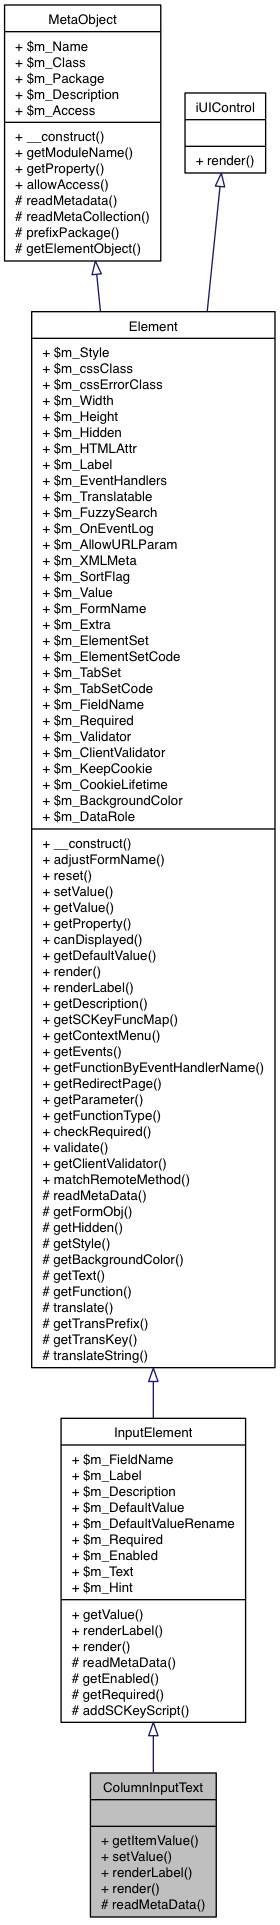 MetaObject
+ $m_Name
+ $m_Class
+ $m_Package
+ $m_Description
+ $m_Access
+ __construct()
+ getModuleName()
+ getProperty()
+ allowAccess()
# readMetadata()
# readMetaCollection()
# prefixPackage()
# getElementObject()
iUIControl
+ render()
Element
+ $m_Style
+ $m_cssClass
+ $m_cssErrorClass
+ $m_Width
+ $m_Height
+ $m_Hidden
+ $m_HTMLAttr
+ $m_Label
+ $m_EventHandlers
+ $m_Translatable
+ $m_FuzzySearch
+ $m_OnEventLog
+ $m_AllowURLParam
+ $m_XMLMeta
+ $m_SortFlag
+ $m_Value
+ $m_FormName
+ $m_Extra
+ $m_ElementSet
+ $m_ElementSetCode
+ $m_TabSet
+ $m_TabSetCode
+ $m_FieldName
+ $m_Required
+ $m_Validator
+ $m_ClientValidator
+ $m_KeepCookie
+ $m_CookieLifetime
+ $m_BackgroundColor
+ $m_DataRole
+ __construct()
+ adjustFormName()
+ reset()
+ setValue()
+ getValue()
+ getProperty()
+ canDisplayed()
+ getDefaultValue()
+ render()
+ renderLabel()
+ getDescription()
+ getSCKeyFuncMap()
+ getContextMenu()
+ getEvents()
+ getFunctionByEventHandlerName()
+ getRedirectPage()
+ getParameter()
+ getFunctionType()
+ checkRequired()
+ validate()
+ getClientValidator()
+ matchRemoteMethod()
# readMetaData()
# getFormObj()
# getHidden()
# getStyle()
# getBackgroundColor()
# getText()
# getFunction()
# translate()
# getTransPrefix()
# getTransKey()
# translateString()
InputElement
+ $m_FieldName
+ $m_Label
+ $m_Description
+ $m_DefaultValue
+ $m_DefaultValueRename
+ $m_Required
+ $m_Enabled
+ $m_Text
+ $m_Hint
+ getValue()
+ renderLabel()
+ render()
# readMetaData()
# getEnabled()
# getRequired()
# addSCKeyScript()
ColumnInputText
+ getItemValue()
+ setValue()
+ renderLabel()
+ render()
# readMetaData()